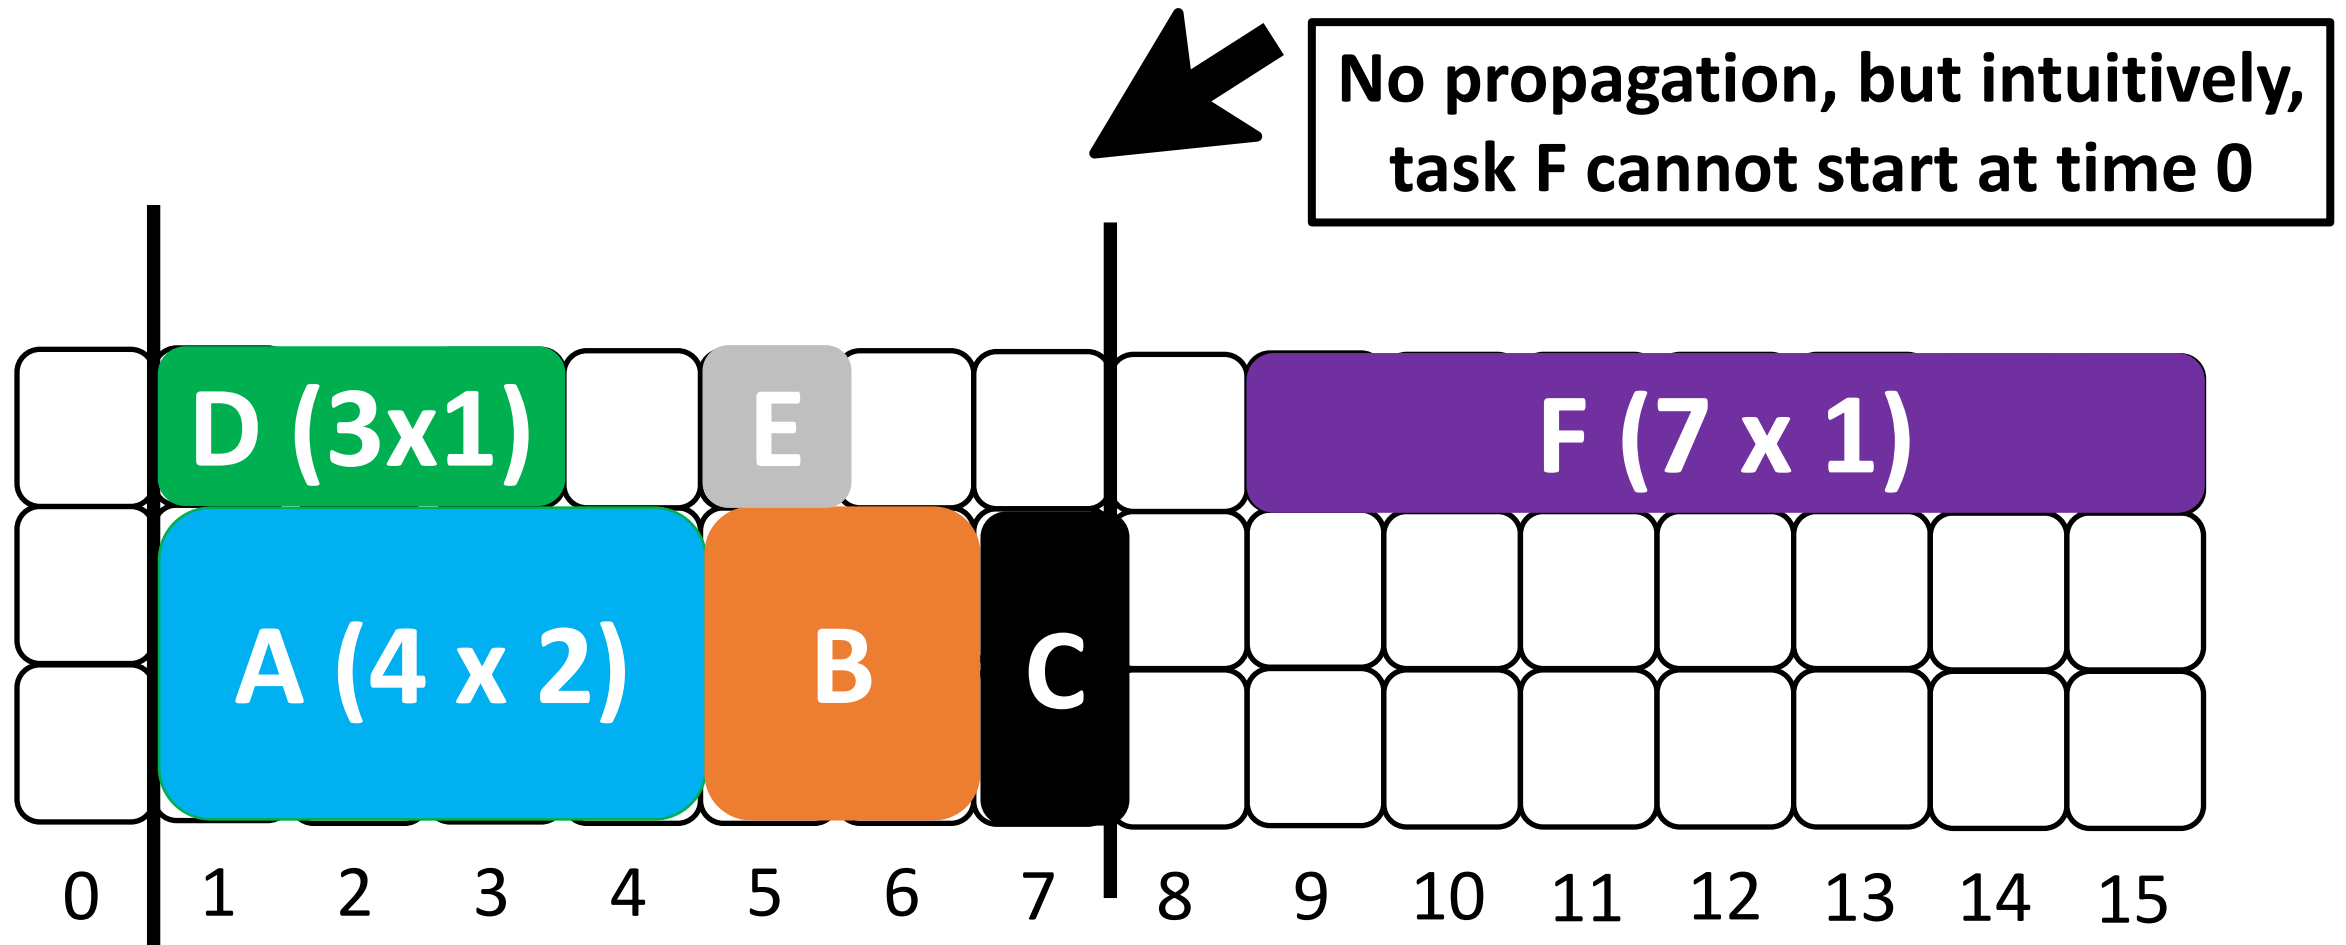 No propagation, but intuitively,
task F cannot start at time 0
D (3x1)
E
F (7 x 1)
A (4 x 2)
B
C
0 1 2 3 4 5 6 7 8 9 10 11 12 13 14 15